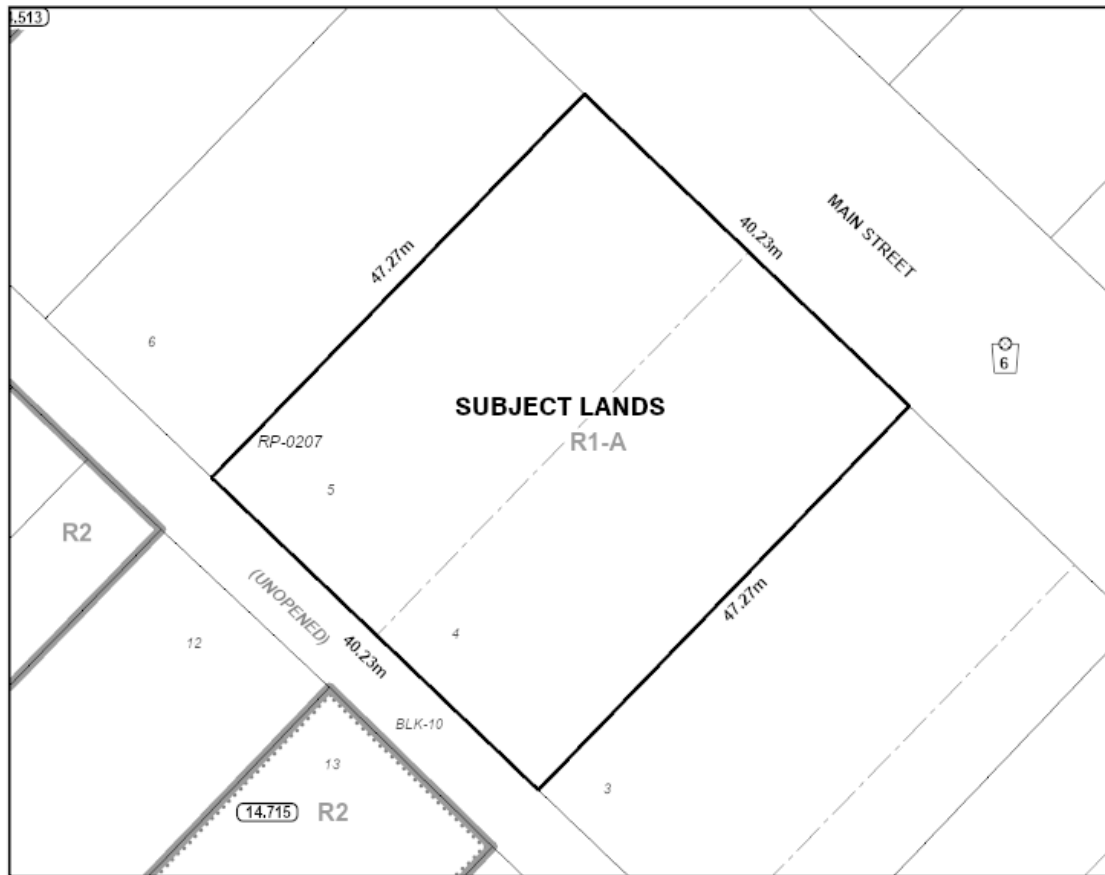 .513
MAIN STREET
40.23m
47.27m
6
6
SUBJECT LANDS
R1-A
RP-0207
5
R2
(UNOPENED)
47.27m
12
4
40.23m
BLK-10
13
3
14.715
R2